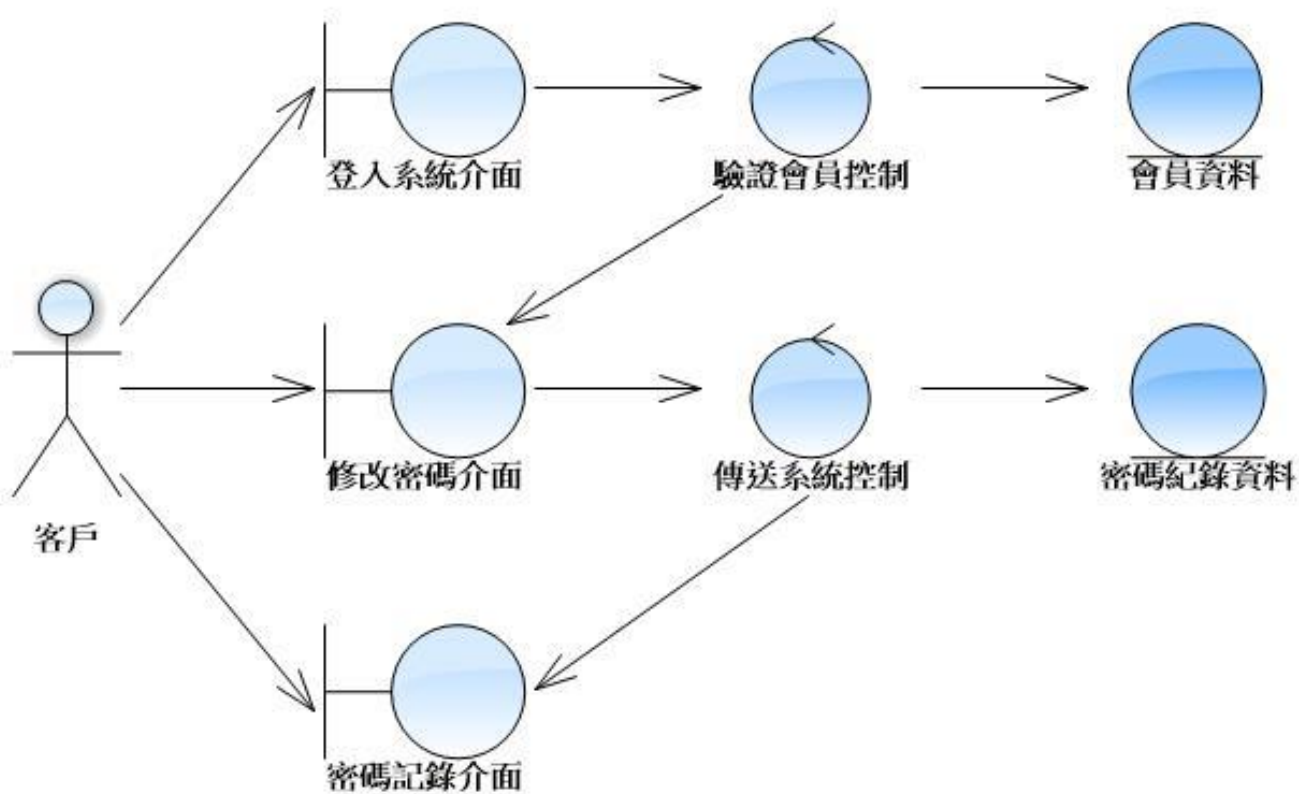 登入系統介面
驗證會員控制
會員資料
客戶
修改密碼介面
傳送系統控制
密碼紀錄資料
密碼記錄介面